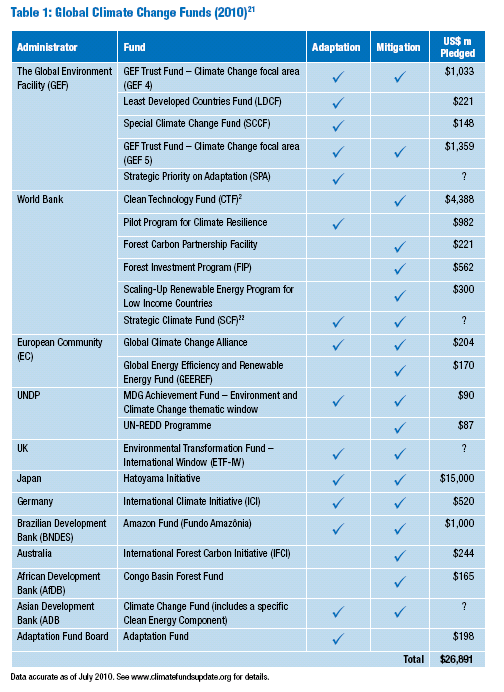 Table 1: Global Climate Change Funds (2010)21
Administrator Fund Adaptation Mitigation US$ m
Pledged
The Global Environment GEF Trust Fund – Climate Change focal area ✓ ✓ $1,033
Facility (GEF) (GEF 4)
Least Developed Countries Fund (LDCF) ✓ $221
Special Climate Change Fund (SCCF) ✓ $148
GEF Trust Fund – Climate Change focal area ✓ ✓ $1,359
(GEF 5)
Strategic Priority on Adaptation (SPA) ✓ ?
World Bank Clean Technology Fund (CTF)2 ✓ $4,388
Pilot Program for Climate Resilience ✓ $982
Forest Carbon Partnership Facility ✓ $221
Forest Investment Program (FIP) ✓ $562
Scaling-Up Renewable Energy Program for ✓ $300
Low Income Countries
Strategic Climate Fund (SCF)22 ✓ ✓ ?
European Community Global Climate Change Alliance ✓ ✓ $204
(EC)
Global Energy Efficiency and Renewable ✓ $170
Energy Fund (GEEREF)
UNDP MDG Achievement Fund – Environment and ✓ ✓ $90
Climate Change thematic window
UN-REDD Programme ✓ $87
UK Environmental Transformation Fund – ✓ ✓ ?
International Window (ETF-IW)
Japan Hatoyama Initiative ✓ ✓ $15,000
Germany International Climate Initiative (ICI) ✓ ✓ $520
Brazilian Development Amazon Fund (Fundo Amazônia) ✓ ✓ $1,000
Bank (BNDES)
Australia International Forest Carbon Initiative (IFCI) ✓ $244
African Development Congo Basin Forest Fund ✓ $165
Bank (AfDB)
Asian Development Climate Change Fund (includes a specific ✓ ✓ ?
Bank (ADB Clean Energy Component)
Adaptation Fund Board Adaptation Fund ✓ $198
Total $26,891
Data accurate as of July 2010. See www.climatefundsupdate.org for details.